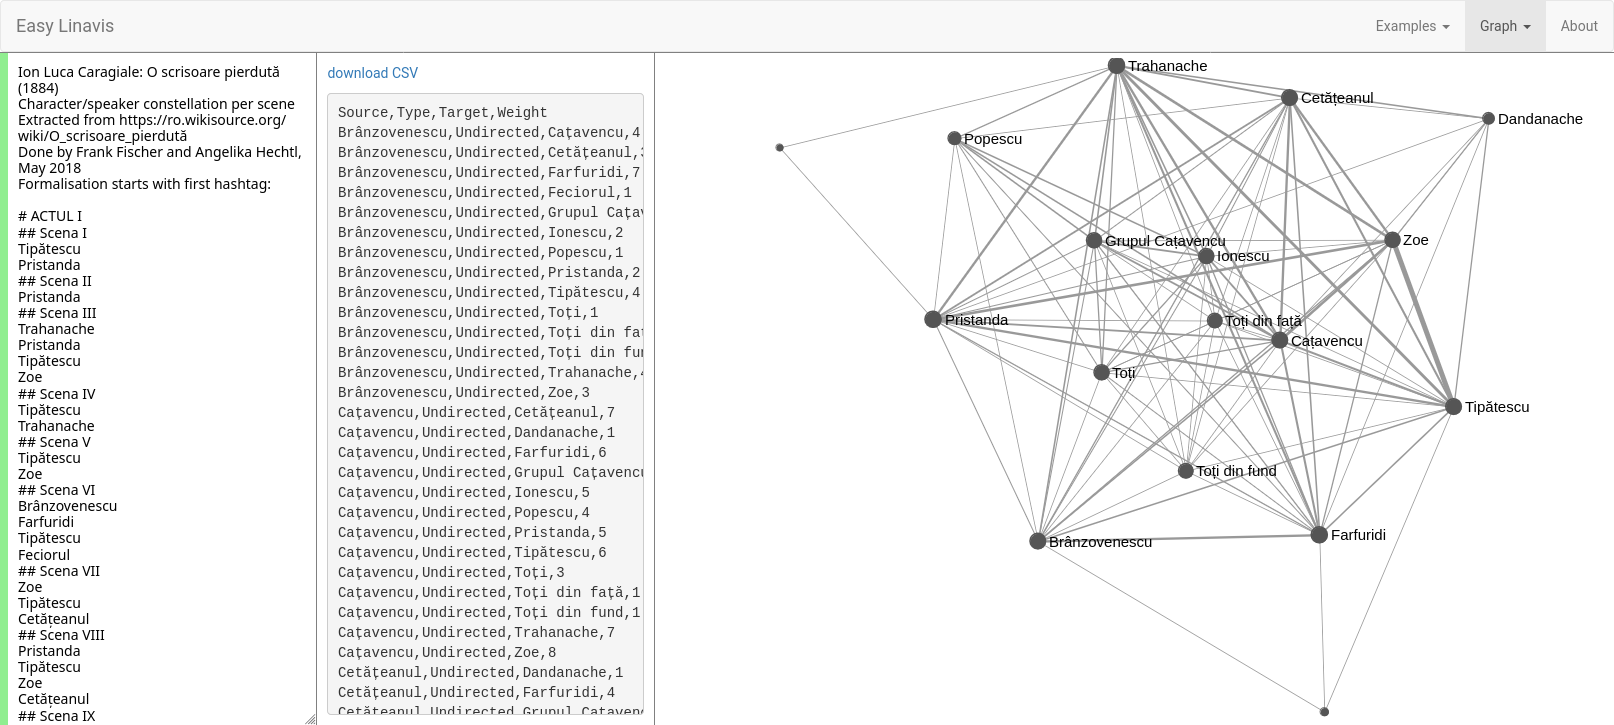 Easy Linavis
Examples
Graph
About
Ion Luca Caragiale: O scrisoare pierdută
(1884)
Character/speaker constellation per scene
Extracted from https://ro.wikisource.org/
wiki/O_scrisoare_pierdută
Done by Frank Fischer and Angelika Hechtl,
May 2018
Formalisation starts with first hashtag:
# ACTUL I
## Scena I
Tipătescu
Pristanda
## Scena II
Pristanda
## Scena III
Trahanache
Pristanda
Tipătescu
Zoe
## Scena IV
Tipătescu
Trahanache
## Scena V
Tipătescu
Zoe
## Scena VI
Brânzovenescu
Farfuridi
Tipătescu
Feciorul
## Scena VII
Zoe
Tipătescu
Cetățeanul
## Scena VIII
Pristanda
Tipătescu
Zoe
Cetățeanul
## Scena IX
download CSV
Source,Type,Target,Weight
Brânzovenescu,Undirected,Cațavencu,4
Brânzovenescu,Undirected,Cetățeanul,3
Brânzovenescu,Undirected,Farfuridi,7
Brânzovenescu,Undirected,Feciorul,1
Brânzovenescu,Undirected,Grupul Cațav
Brânzovenescu,Undirected,Ionescu,2
Brânzovenescu,Undirected,Popescu,1
Brânzovenescu,Undirected,Pristanda,2
Brânzovenescu,Undirected,Tipătescu,4
Brânzovenescu,Undirected,Toți,1
Brânzovenescu,Undirected,Toți din faț
Brânzovenescu,Undirected,Toți din fun
Brânzovenescu,Undirected,Trahanache,4
Brânzovenescu,Undirected,Zoe,3
Cațavencu,Undirected,Cetățeanul,7
Cațavencu,Undirected,Dandanache,1
Cațavencu,Undirected,Farfuridi,6
Cațavencu,Undirected,Grupul Cațavencu
Cațavencu,Undirected,Ionescu,5
Cațavencu,Undirected,Popescu,4
Cațavencu,Undirected,Pristanda,5
Cațavencu,Undirected,Tipătescu,6
Cațavencu,Undirected,Toți,3
Cațavencu,Undirected,Toți din față,1
Cațavencu,Undirected,Toți din fund,1
Cațavencu,Undirected,Trahanache,7
Cațavencu,Undirected,Zoe,8
Cetățeanul,Undirected,Dandanache,1
Cetățeanul,Undirected,Farfuridi,4
Cetățeanul,Undirected,Grupul Cațavenc
Trahanache
Cetățeanul
Dandanache
Popescu
Grupul Cațavencu
Zoe
Ionescu
Pristanda
Toți din față
Cațavencu
Toți
Tipătescu
Toți din fund
Farfuridi
Brânzovenescu